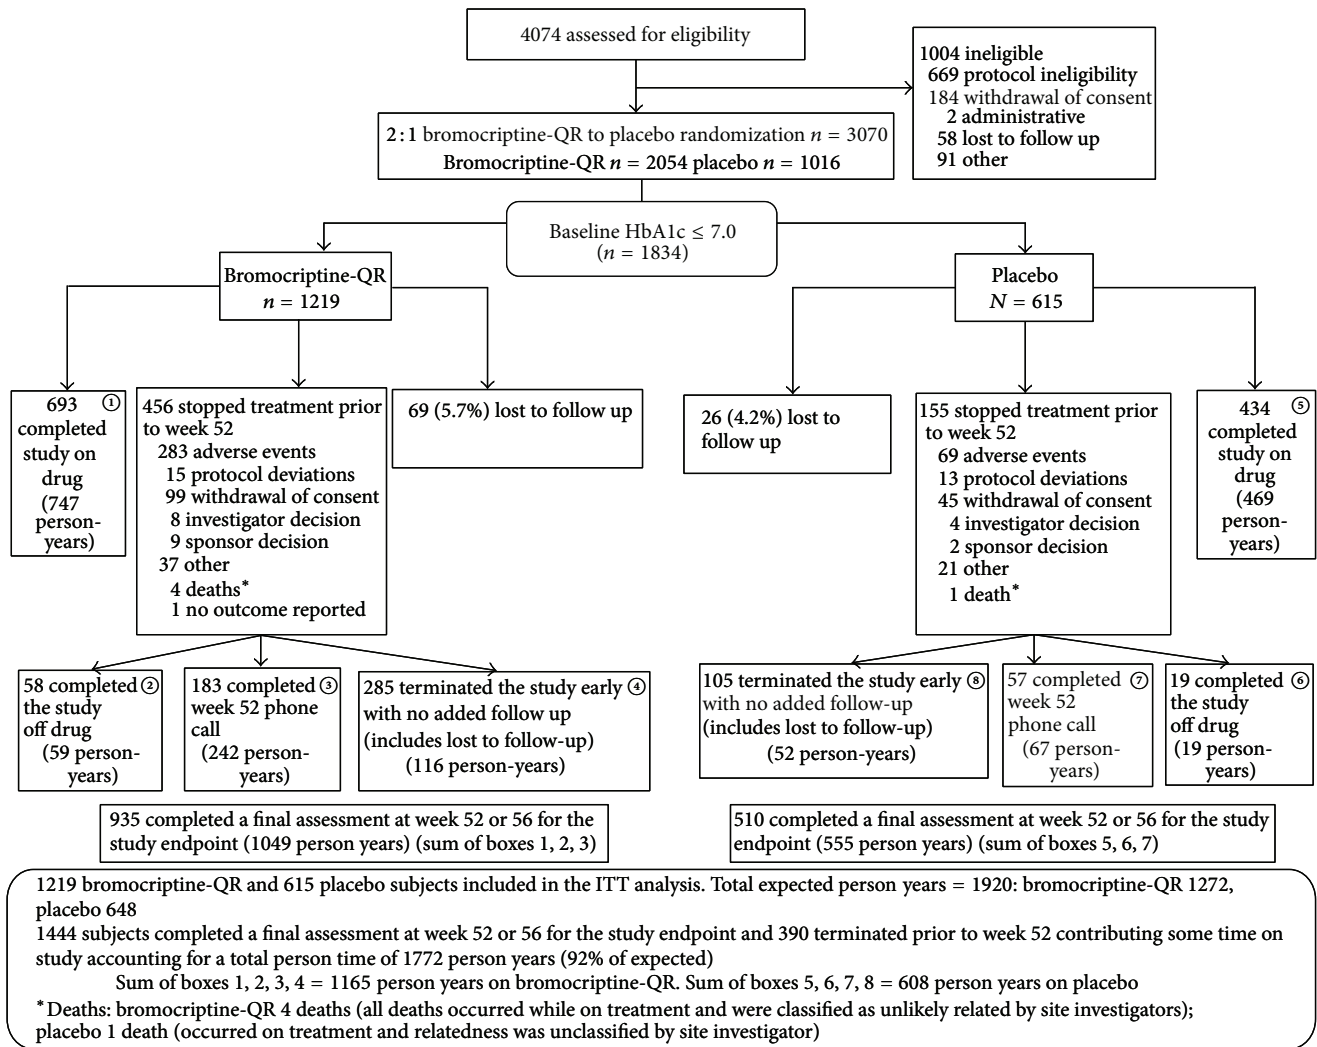 4074 assessed for eligibility
1004 ineligible
669 protocol ineligibility
184 withdrawal of consent
2 administrative
58 lost to follow up
91 other
2 : 1 bromocriptine-QR to placebo randomization n = 3070
Bromocriptine-QR n = 2054 placebo n = 1016
Baseline HbA1c ≤ 7.0
(n = 1834)
Bromocriptine-QR
n = 1219
Placebo
N = 615
693 ①
completed
study on
drug
(747
person-
years)
456 stopped treatment prior
to week 52
283 adverse events
15 protocol deviations
99 withdrawal of consent
8 investigator decision
9 sponsor decision
37 other
4 deaths*
1 no outcome reported
69 (5.7%) lost to follow up
26 (4.2%) lost to
follow up
155 stopped treatment prior
to week 52
69 adverse events
13 protocol deviations
45 withdrawal of consent
4 investigator decision
2 sponsor decision
21 other
1 death*
434 ⑤
completed
study on
drug
(469
person-
years)
58 completed ②
the study
off drug
(59 person-
years)
183 completed ③
week 52 phone
call
(242 person-
years)
285 terminated the study early ④
with no added follow up
(includes lost to follow-up)
(116 person-years)
105 terminated the study early ⑧
with no added follow-up
(includes lost to follow-up)
(52 person-years)
57 completed ⑦
week 52
phone call
(67 person-
years)
19 completed ⑥
the study
off drug
(19 person-
years)
935 completed a final assessment at week 52 or 56 for the
study endpoint (1049 person years) (sum of boxes 1, 2, 3)
510 completed a final assessment at week 52 or 56 for the study
endpoint (555 person years) (sum of boxes 5, 6, 7)
1219 bromocriptine-QR and 615 placebo subjects included in the ITT analysis. Total expected person years = 1920: bromocriptine-QR 1272,
placebo 648
1444 subjects completed a final assessment at week 52 or 56 for the study endpoint and 390 terminated prior to week 52 contributing some time on
study accounting for a total person time of 1772 person years (92% of expected)
Sum of boxes 1, 2, 3, 4 = 1165 person years on bromocriptine-QR. Sum of boxes 5, 6, 7, 8 = 608 person years on placebo
* Deaths: bromocriptine-QR 4 deaths (all deaths occurred while on treatment and were classified as unlikely related by site investigators);
placebo 1 death (occurred on treatment and relatedness was unclassified by site investigator)